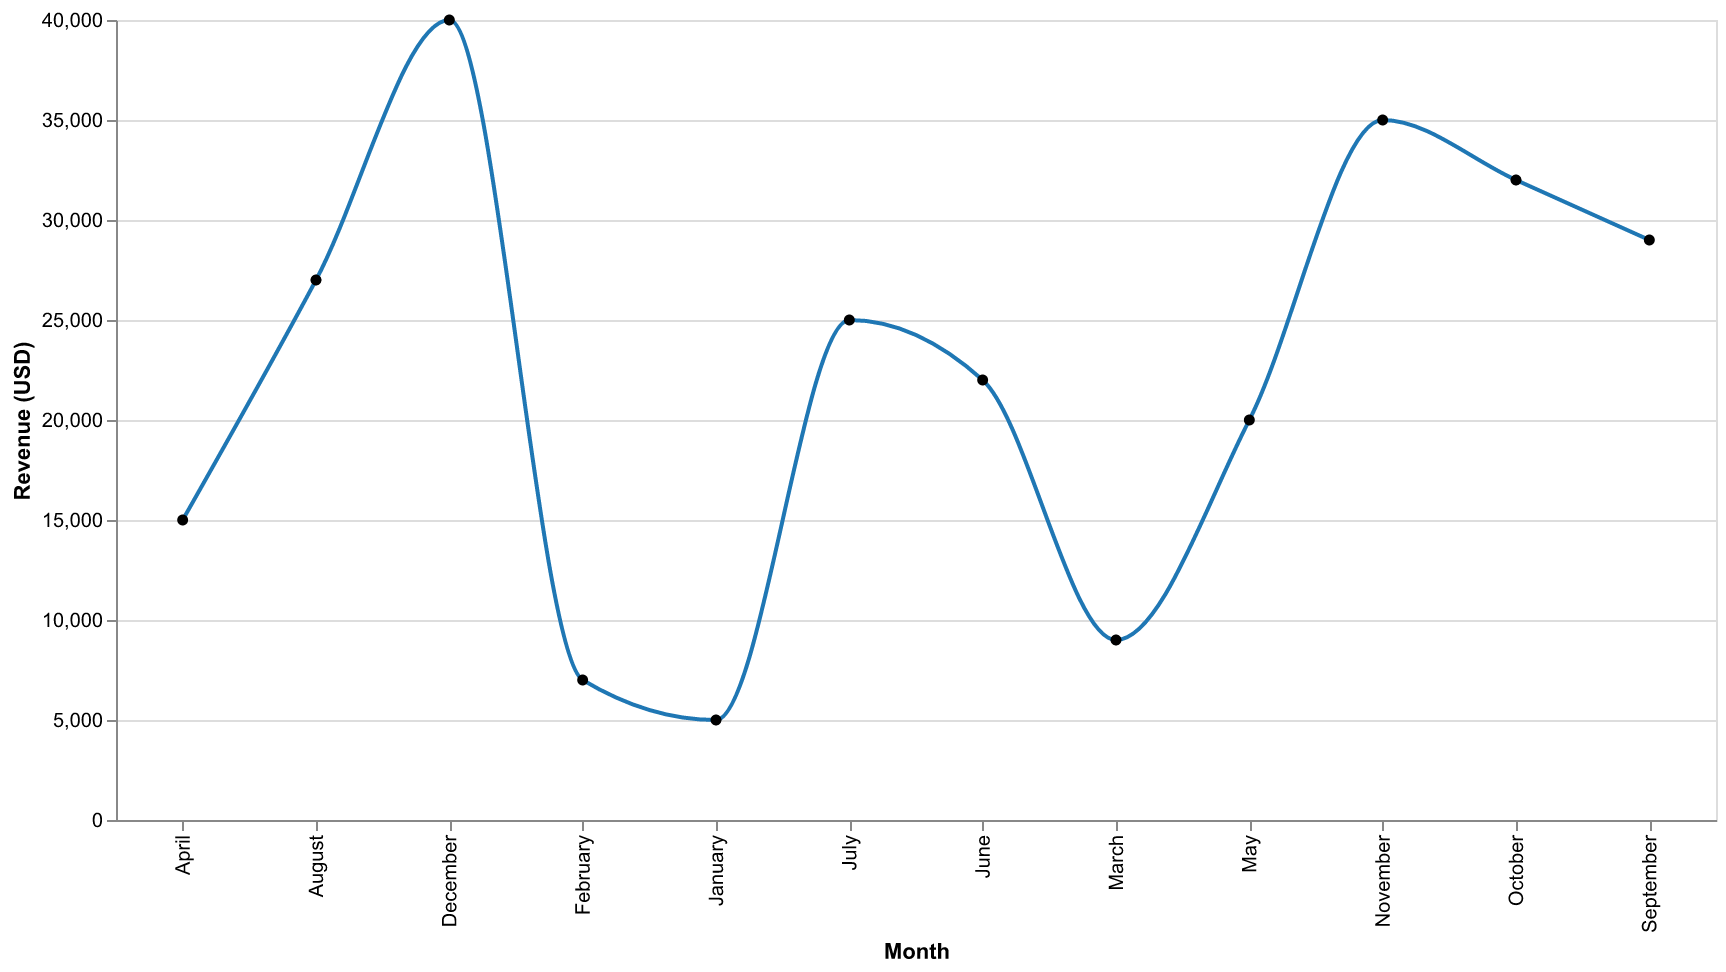 40,000
35,000
30,000
25,000
20,000
15,000
10,000
5,000
0
Revenue (USD)
April
August
December
February
January
July
June
March
May
November
October
September
Month